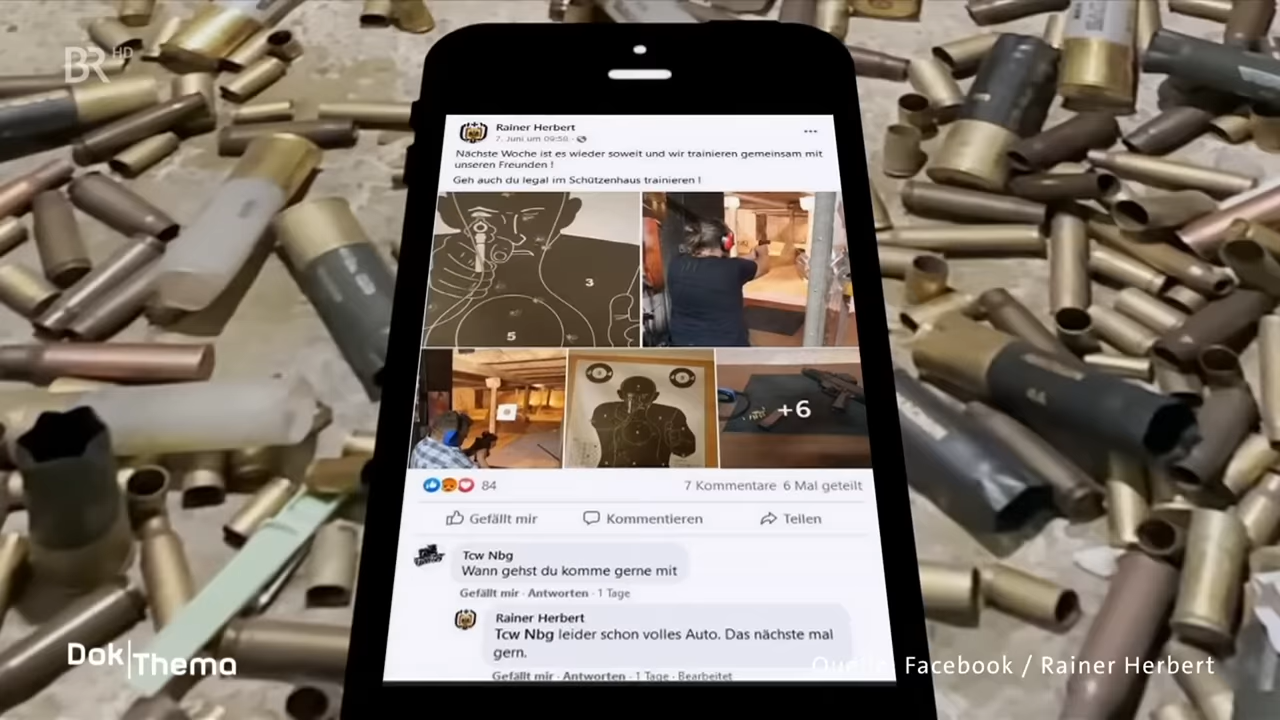 BR HD
Rainer Herbert
7. Juni um 09:58 ·
Nächste Woche ist es wieder soweit und wir trainieren gemeinsam mit
unseren Freunden !
Geh auch du legal im Schützenhaus trainieren !
3
5
+6
84
7 Kommentare 6 Mal geteilt
Gefällt mir
Kommentieren
Teilen
Tcw Nbg
Wann gehst du komme gerne mit
Gefällt mir · Antworten · 1 Tage
Rainer Herbert
Tcw Nbg leider schon volles Auto. Das nächste mal
gern.
Gefällt mir · Antworten · 1 Tage · Bearbeitet
Dok Thema
Quelle: Facebook / Rainer Herbert